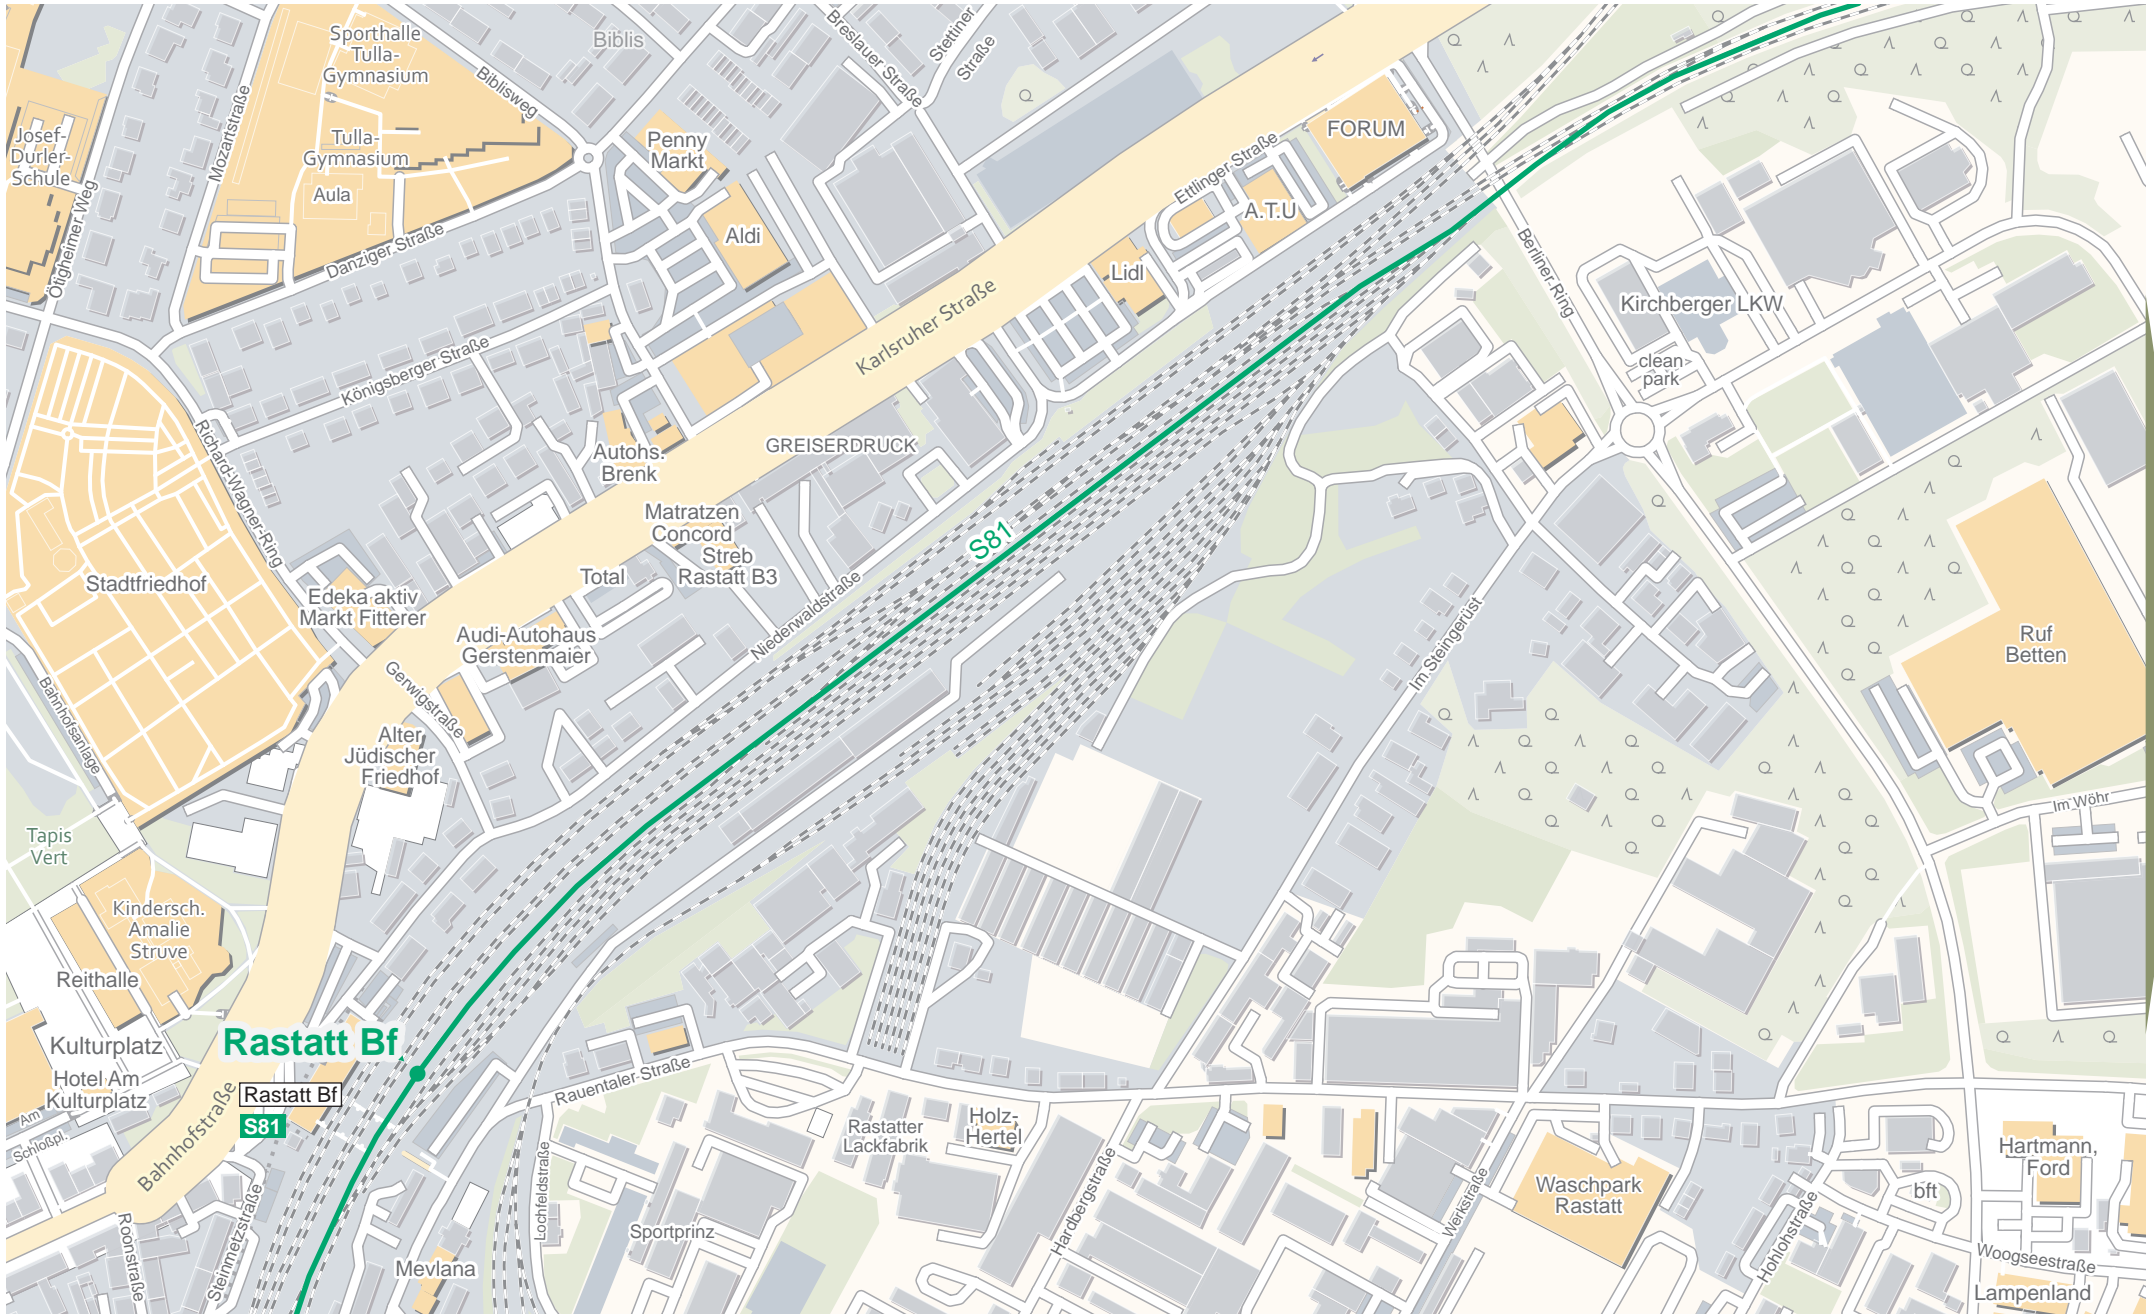 Sporthalle
Tulla-
Gymnasium
Biblis
Breslauer Straße
Stettiner
Straße
Biblisweg
Mozartstraße
Josef-
Durler-
Schule
Tulla-
Gymnasium
Aula
Penny
Markt
FORUM
Ettlinger-Straße
A.T.U
Ötigheimer Weg
Danziger Straße
Aldi
Lidl
Berliner-Ring
Kirchberger LKW
Karlsruher Straße
Königsberger Straße
clean
park
Richard-Wagner-Ring
GREISERDRUCK
Autohs.
Brenk
Matratzen
Concord
Streb
Rastatt B3
S81
Stadtfriedhof
Total
Edeka aktiv
Markt Fitterer
Niederwaldstraße
Audi-Autohaus
Gerstenmaier
Im Steingerüst
Ruf
Betten
Gerwigstraße
Bahnhofsanlage
Alter
Jüdischer
Friedhof
Im Wöhr
Tapis
Vert
Kindersch.
Amalie
Struve
Reithalle
Rastatt Bf
Kulturplatz
Hotel Am
Kulturplatz
Rastatt Bf
S81
Am
Schloßpl.
Bahnhofstraße
Rauentaler-Straße
Rastatter
Lackfabrik
Holz-
Hertel
Lochfeldstraße
Hardbergstraße
Werkstraße
Waschpark
Rastatt
Hartmann,
Ford
bft
Roonstraße
Steinmetzstraße
Sportprinz
Mevlana
Hohlohstraße
Woogseestraße
Lampenland